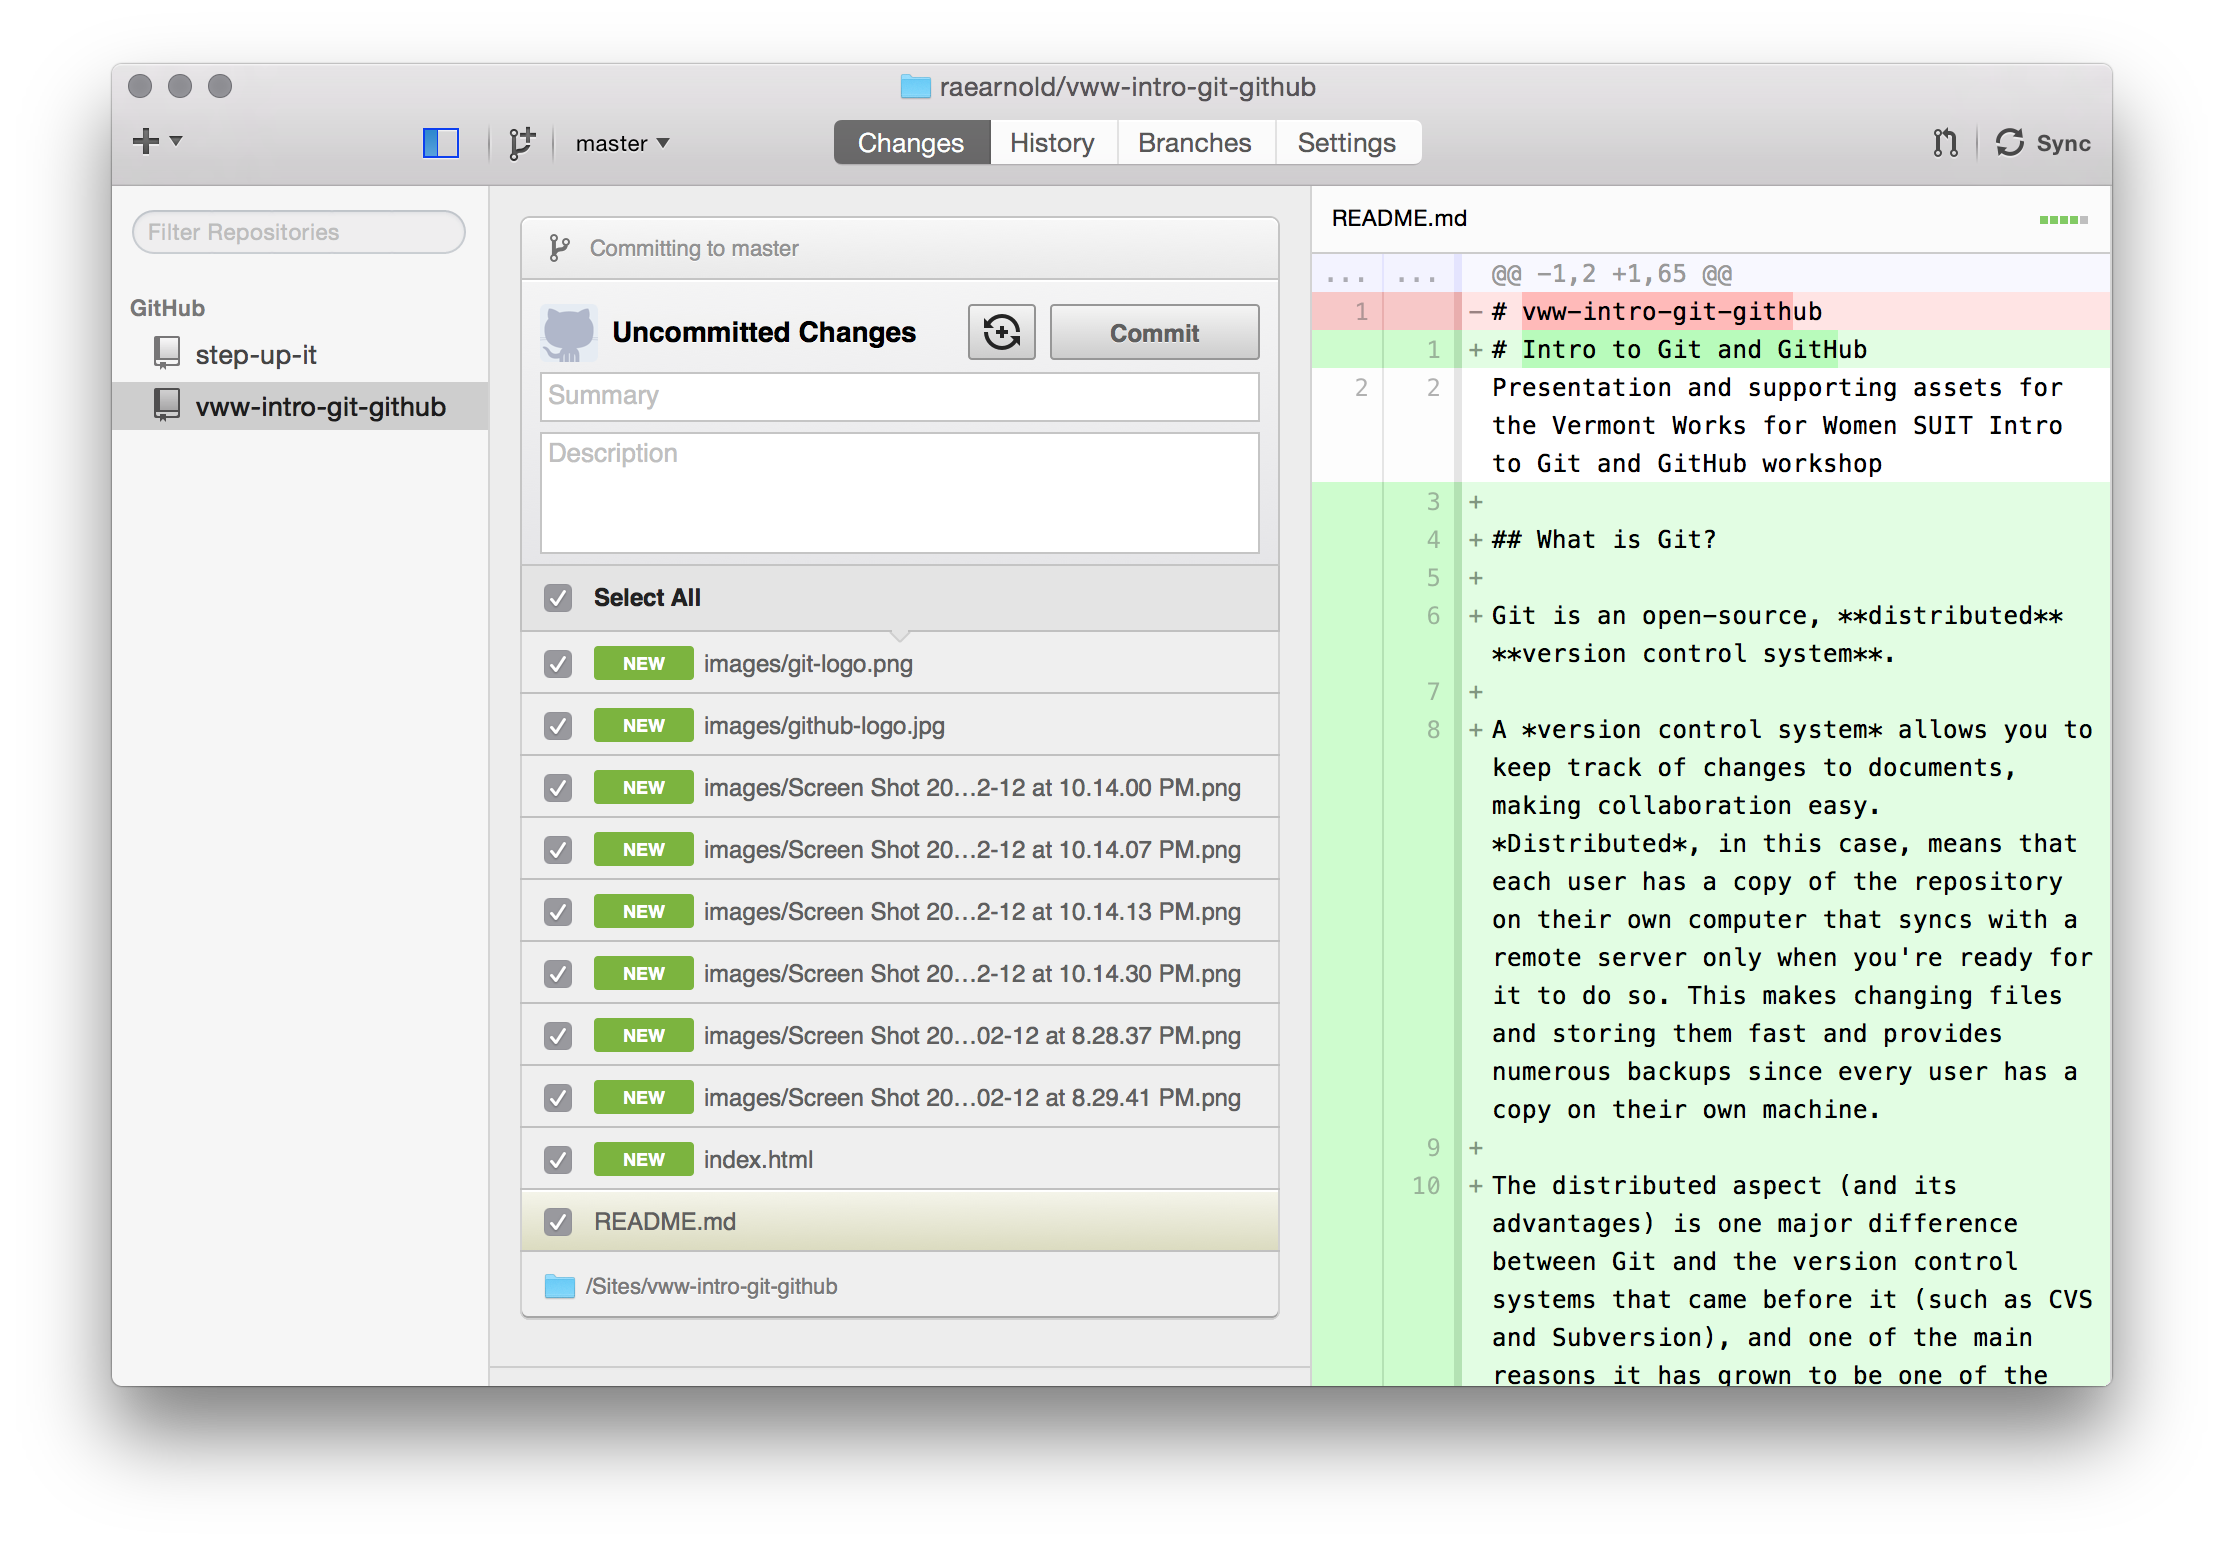 raearnold/vww-intro-git-github
master
Changes
History
Branches
Settings
Sync
Filter Repositories
GitHub
step-up-it
vww-intro-git-github
Committing to master
Uncommitted Changes
Commit
Summary
Description
Select All
NEW images/git-logo.png
NEW images/github-logo.jpg
NEW images/Screen Shot 20...2-12 at 10.14.00 PM.png
NEW images/Screen Shot 20...2-12 at 10.14.07 PM.png
NEW images/Screen Shot 20...2-12 at 10.14.13 PM.png
NEW images/Screen Shot 20...2-12 at 10.14.30 PM.png
NEW images/Screen Shot 20...02-12 at 8.28.37 PM.png
NEW images/Screen Shot 20...02-12 at 8.29.41 PM.png
NEW index.html
README.md
/Sites/vww-intro-git-github
README.md
... ... @@ -1,2 +1,65 @@
1 - # vww-intro-git-github
1 + # Intro to Git and GitHub
2 2 Presentation and supporting assets for
the Vermont Works for Women SUIT Intro
to Git and GitHub workshop
3 +
4 + ## What is Git?
5 +
6 + Git is an open-source, **distributed**
**version control system**.
7 +
8 + A *version control system* allows you to
keep track of changes to documents,
making collaboration easy.
*Distributed*, in this case, means that
each user has a copy of the repository
on their own computer that syncs with a
remote server only when you're ready for
it to do so. This makes changing files
and storing them fast and provides
numerous backups since every user has a
copy on their own machine.
9 +
10 + The distributed aspect (and its
advantages) is one major difference
between Git and the version control
systems that came before it (such as CVS
and Subversion), and one of the main
reasons it has grown to be one of the